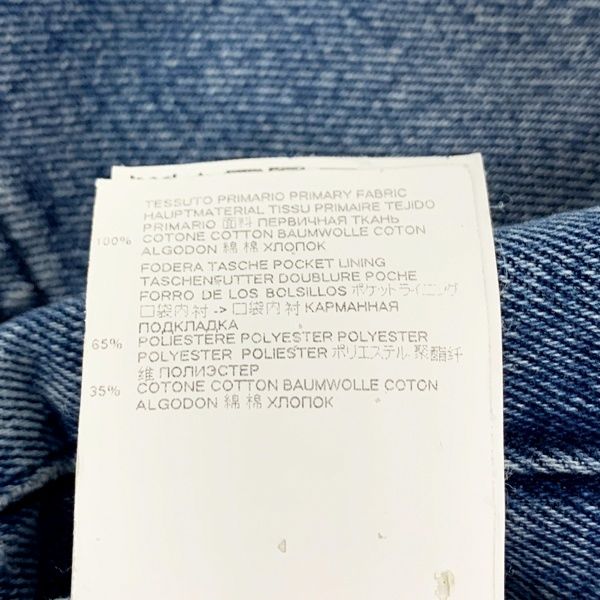 TESSUTO PRIMARIO PRIMARY FABRIC
HAUPTMATERIAL TISSU PRIMAIRE TEJIDO
PRIMARIO 面料 ПЕРВИЧНАЯ ТКАНЬ
100% COTONE COTTON BAUMWOLLE COTON
ALGODON 綿 棉 ХЛОПОК
FODERA TASCHE POCKET LINING
TASCHENFUTTER DOUBLURE POCHE
FORRO DE LOS BOLSILLOS ポケットライニング
口袋内衬 -> 口袋内衬 КАРМАННАЯ
ПОДКЛАДКА
65% POLIESTERE POLYESTER POLYESTER
POLYESTER POLIESTER ポリエステル 聚酯纤
维 ПОЛИЭСТЕР
35% COTONE COTTON BAUMWOLLE COTON
ALGODON 綿 棉 ХЛОПОК